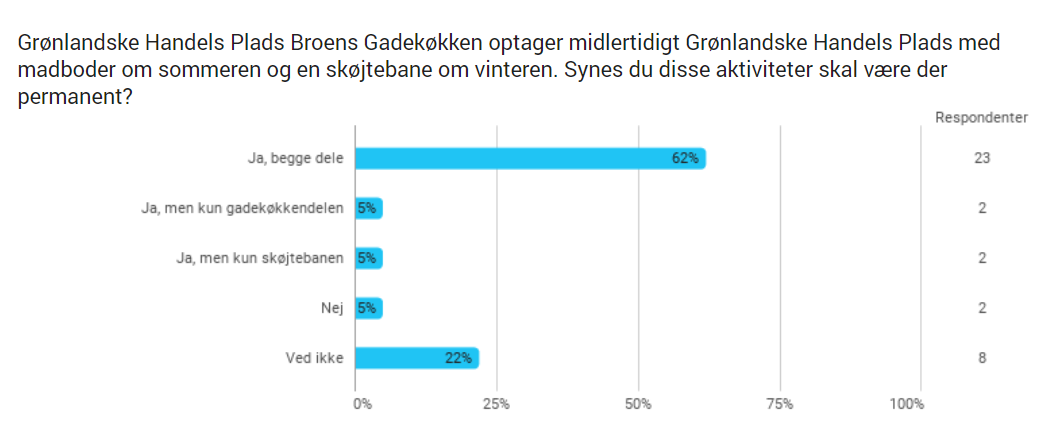 Grønlandske Handels Plads Broens Gadekøkken optager midlertidigt Grønlandske Handels Plads med
madboder om sommeren og en skøjtebane om vinteren. Synes du disse aktiviteter skal være der
permanent?
Respondenter
Ja, begge dele 62% 23
Ja, men kun gadekøkkendelen 5% 2
Ja, men kun skøjtebanen 5% 2
Nej 5% 2
Ved ikke 22% 8
0% 25% 50% 75% 100%